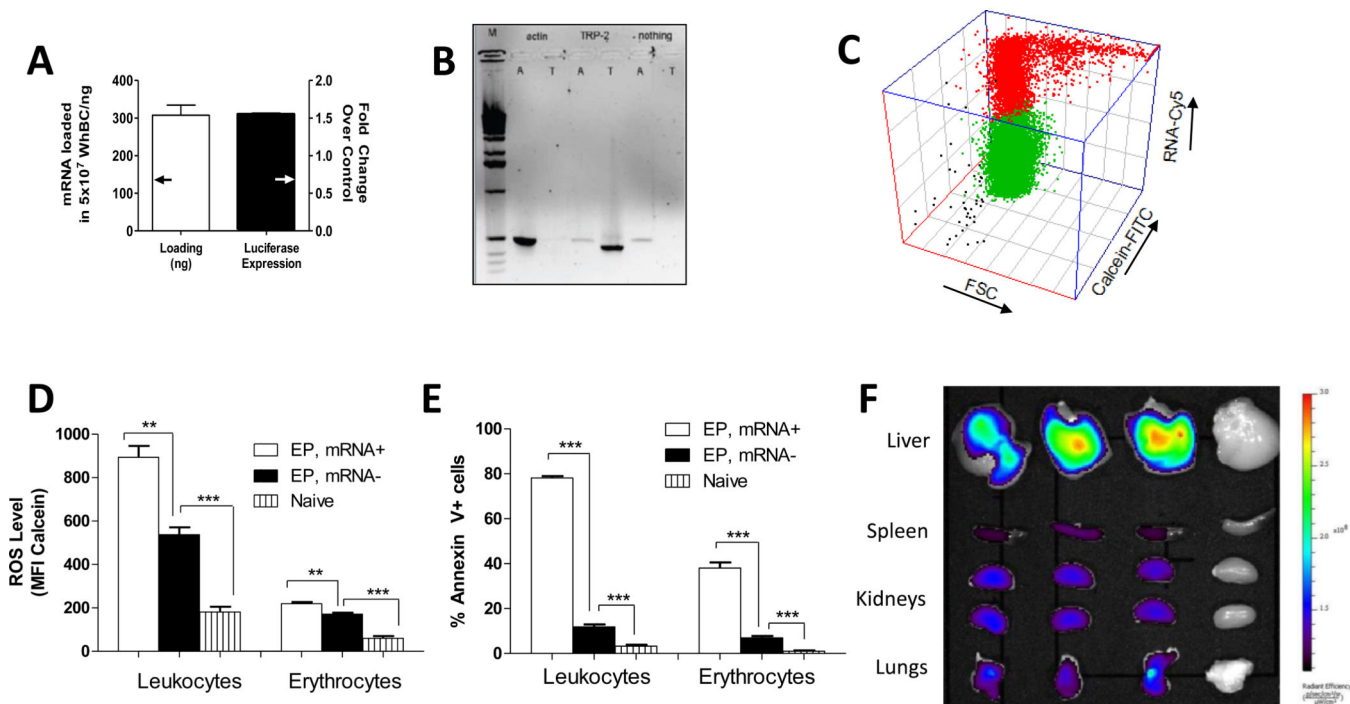 A
mRNA loaded
in 5x10⁷ WhBC/ng
400
300
200
100
0
Loading
(ng)
Luciferase
Expression
2.0
1.5
1.0
0.5
0.0
Fold Change
Over Control
B
M
actin
TRP-2
- nothing
A T A T A T
C
RNA-Cy5
Calcein-FITC
FSC
D
ROS Level
(MFI Calcein)
1000
800
600
400
200
0
**
***
**
***
EP, mRNA+
EP, mRNA-
Naive
Leukocytes
Erythrocytes
E
% Annexin V+ cells
100
80
60
40
20
0
***
***
***
***
EP, mRNA+
EP, mRNA-
Naive
Leukocytes
Erythrocytes
F
Liver
Spleen
Kidneys
Lungs
3.0
2.0
x10⁸
1.5
Radiant Efficiency